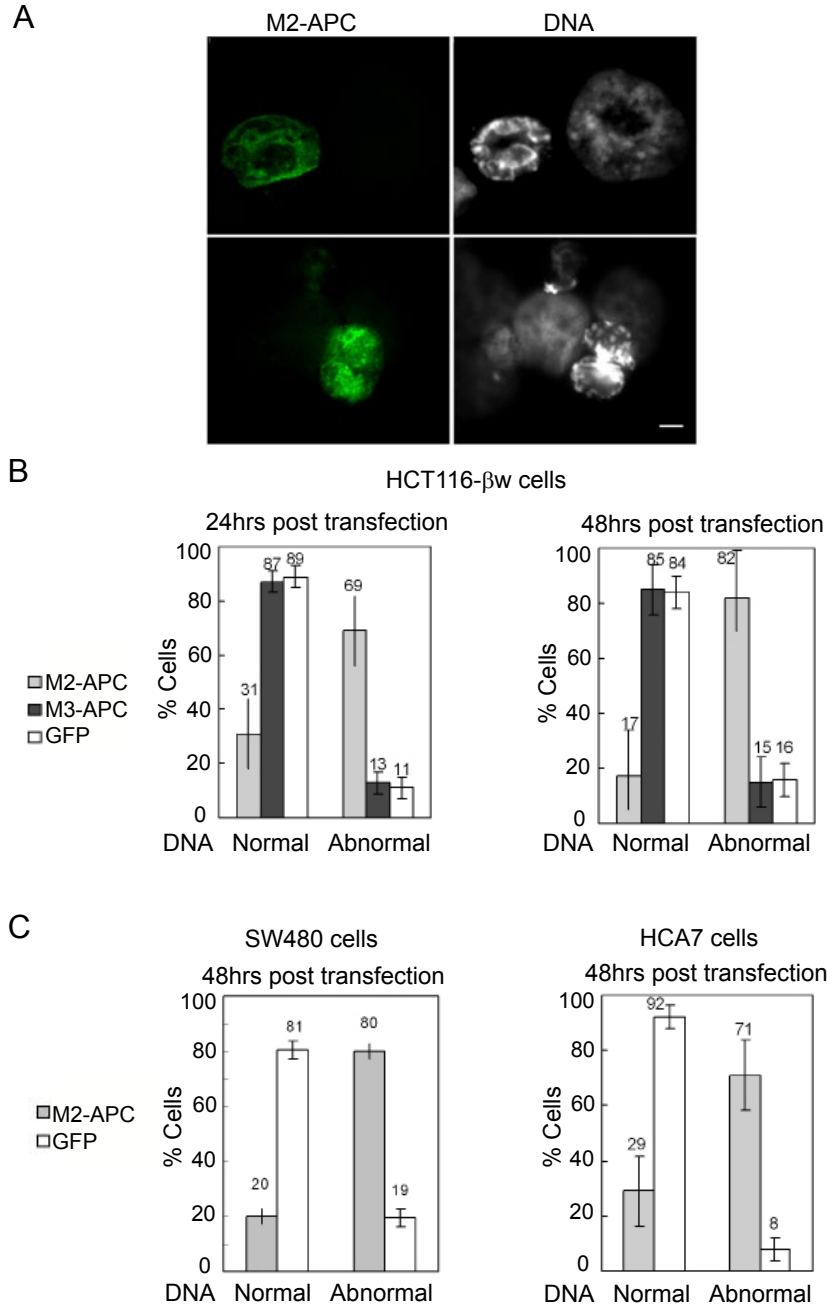 A
M2-APC DNA
B
HCT116-βw cells
24hrs post transfection
100
80
60
40
20
0
% Cells
31
87
89
69
13
11
DNA Normal Abnormal
M2-APC
M3-APC
GFP
48hrs post transfection
100
80
60
40
20
0
% Cells
17
85
84
82
15
16
DNA Normal Abnormal
C
SW480 cells
48hrs post transfection
100
80
60
40
20
0
% Cells
20
81
80
19
DNA Normal Abnormal
M2-APC
GFP
HCA7 cells
48hrs post transfection
100
80
60
40
20
0
% Cells
29
92
71
8
DNA Normal Abnormal